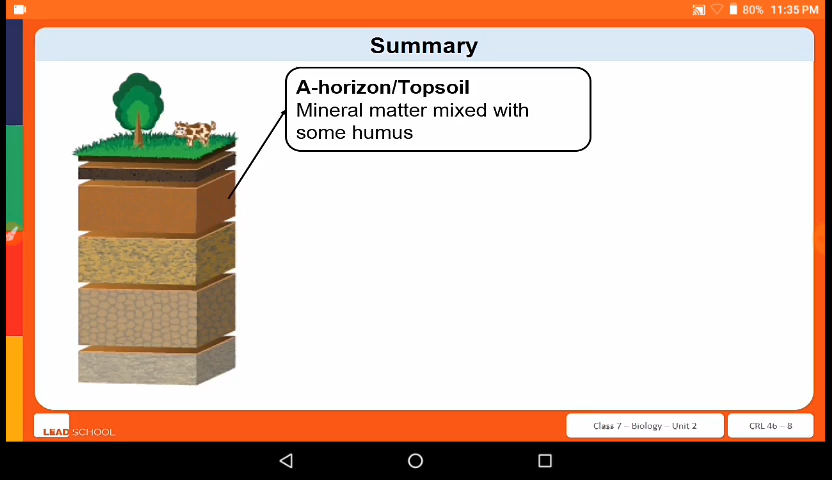 80% 11:35 PM
Summary
A-horizon/Topsoil
Mineral matter mixed with
some humus
LEAD SCHOOL
Class 7 – Biology – Unit 2
CRL 4b – 8